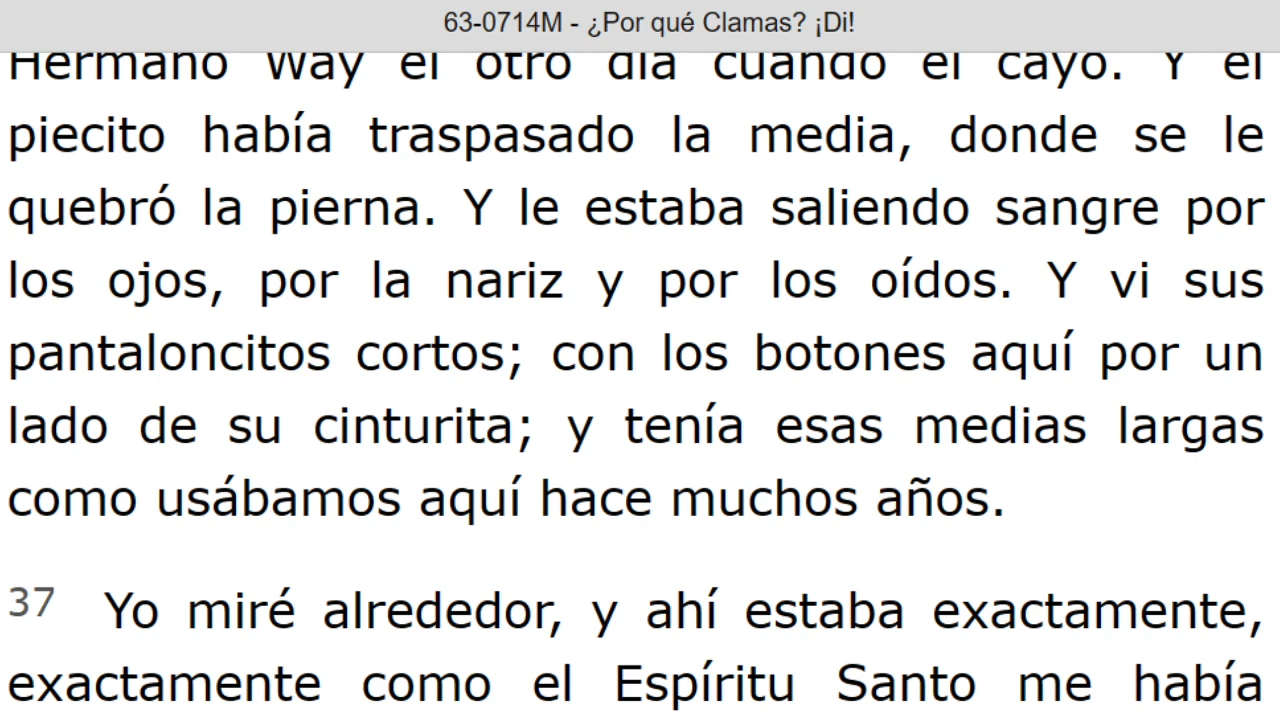 63-0714M - ¿Por qué Clamas? ¡Di!
Hermano Way el otro día cuando él cayó. Y el
piecito había traspasado la media, donde se le
quebró la pierna. Y le estaba saliendo sangre por
los ojos, por la nariz y por los oídos. Y vi sus
pantaloncitos cortos; con los botones aquí por un
lado de su cinturita; y tenía esas medias largas
como usábamos aquí hace muchos años.
37 Yo miré alrededor, y ahí estaba exactamente,
exactamente como el Espíritu Santo me había